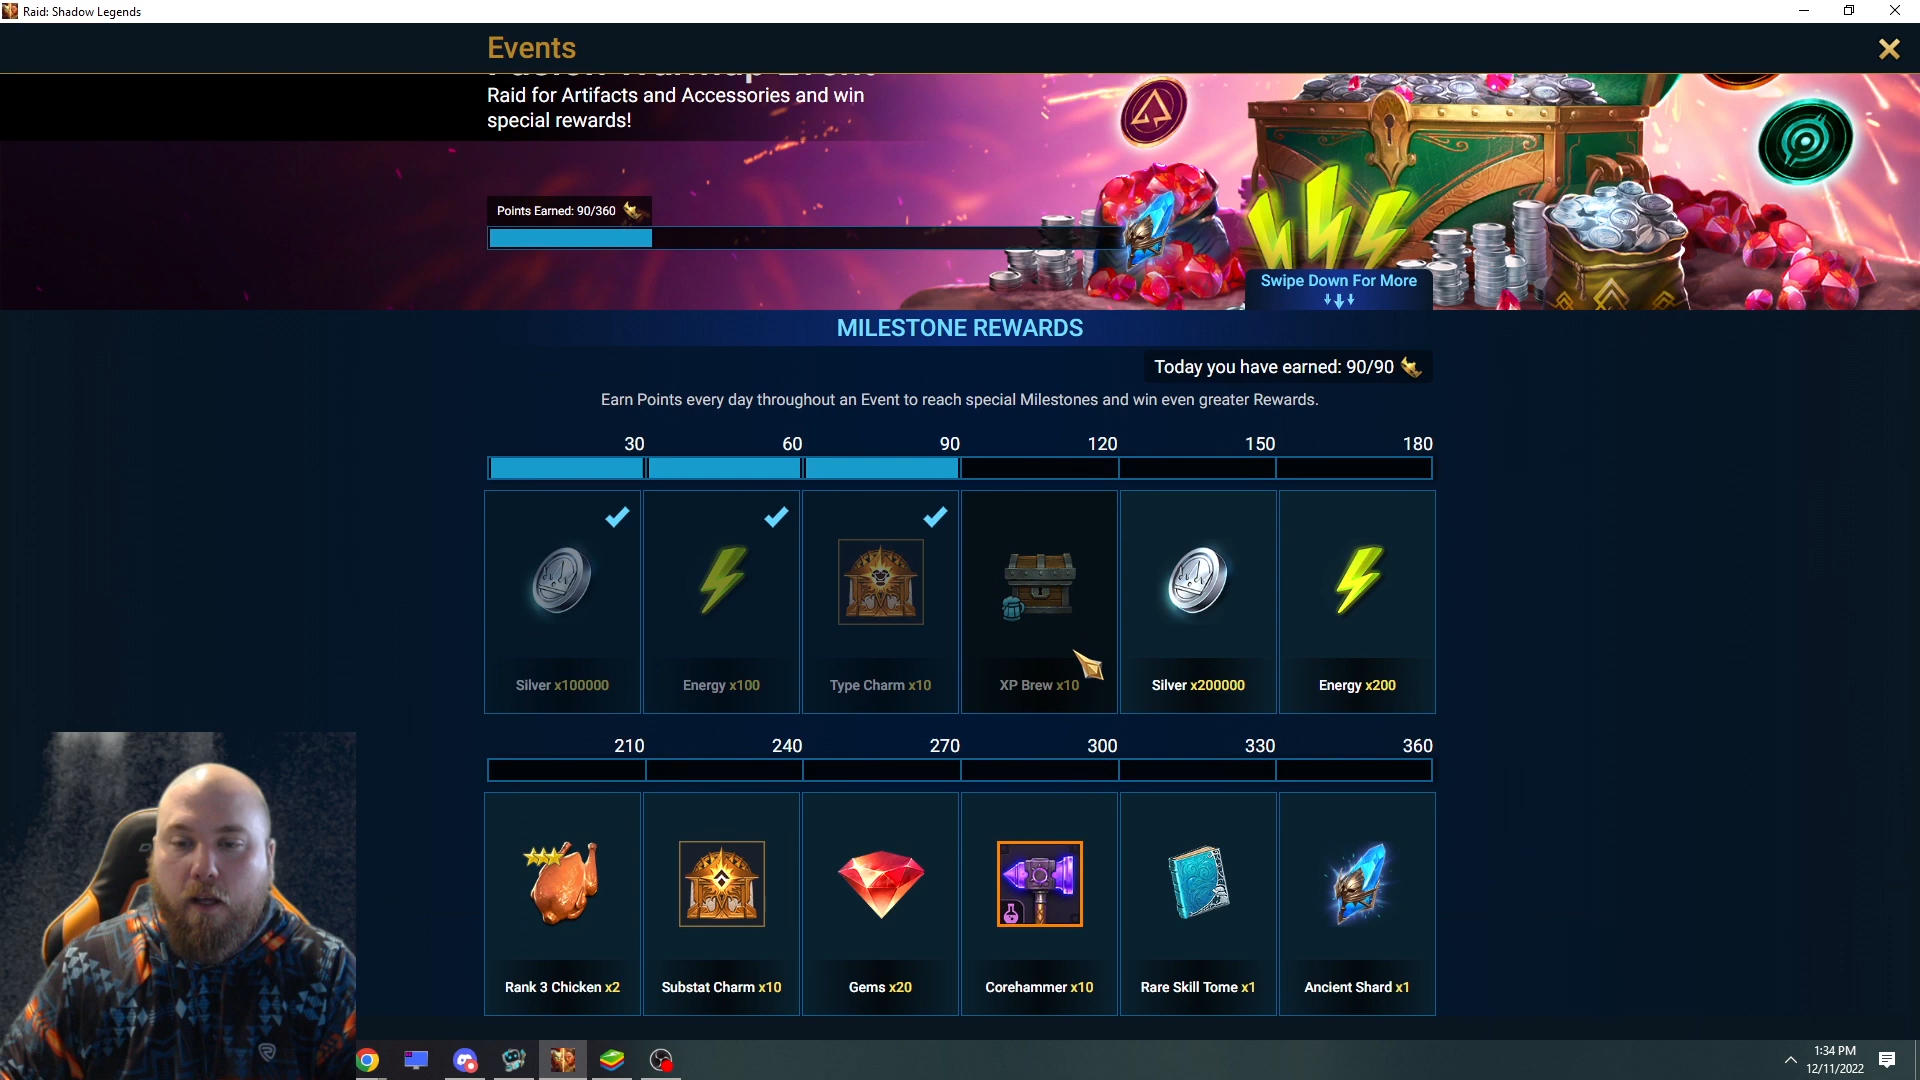 Raid: Shadow Legends
Events
Fusion Warmup Event
Raid for Artifacts and Accessories and win
special rewards!
Points Earned: 90/360
Swipe Down For More
MILESTONE REWARDS
Today you have earned: 90/90
Earn Points every day throughout an Event to reach special Milestones and win even greater Rewards.
30 60 90 120 150 180
Silver x100000 Energy x100 Type Charm x10 XP Brew x10 Silver x200000 Energy x200
210 240 270 300 330 360
Rank 3 Chicken x2 Substat Charm x10 Gems x20 Corehammer x10 Rare Skill Tome x1 Ancient Shard x1
1:34 PM
12/11/2022